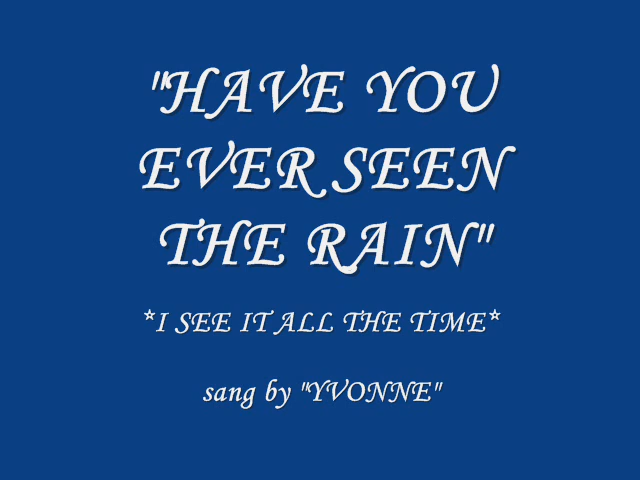 "HAVE YOU
EVER SEEN
THE RAIN"
*I SEE IT ALL THE TIME*
sang by "YVONNE"